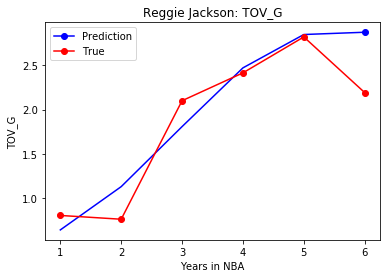 Reggie Jackson: TOV_G
Prediction
True
2.5
2.0
1.5
1.0
TOV_G
1 2 3 4 5 6
Years in NBA